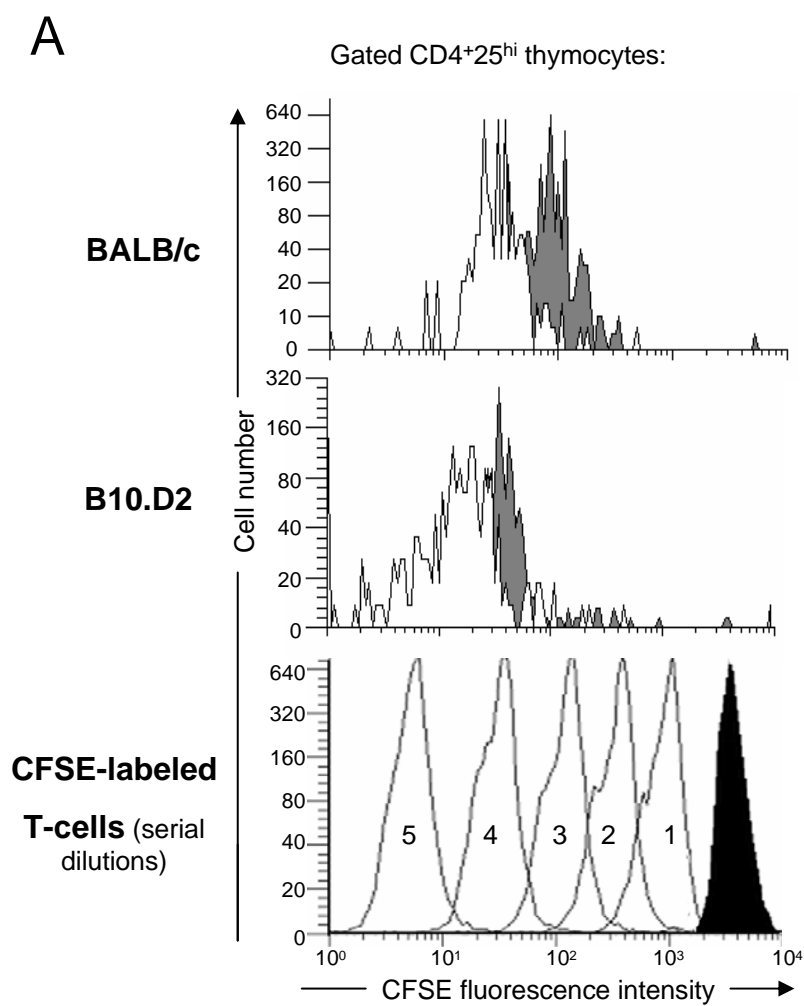 A
Gated CD4⁺25ʰⁱ thymocytes:
640
320
160
80
40
20
10
0
BALB/c
320
160
80
40
20
0
B10.D2
Cell number
640
320
160
80
40
20
0
CFSE-labeled
T-cells (serial
dilutions)
5 4 3 2 1
10⁰ 10¹ 10² 10³ 10⁴
CFSE fluorescence intensity